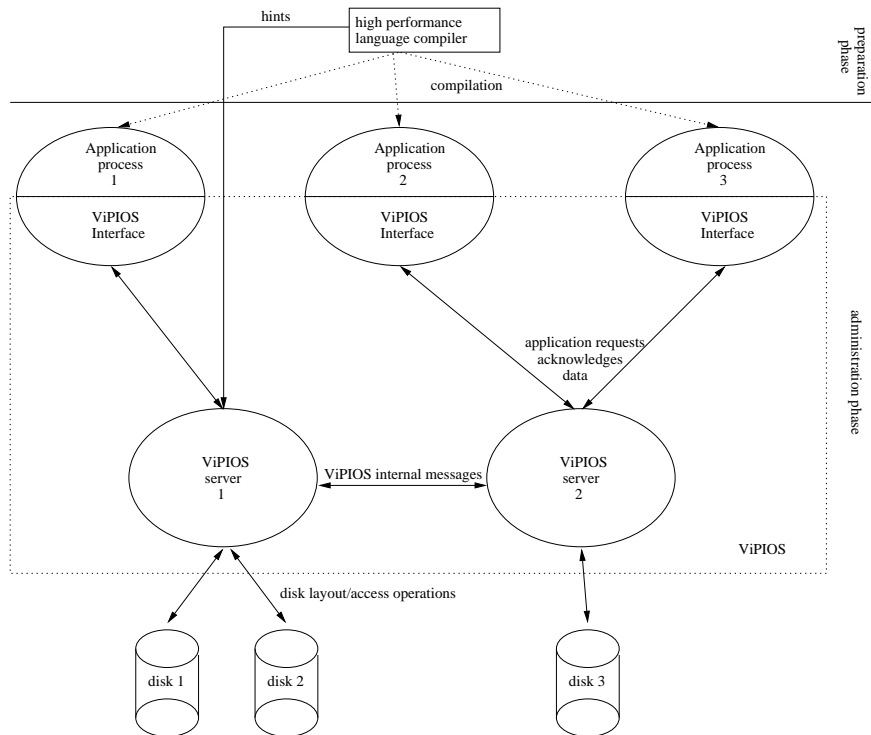 hints
high performance
language compiler
preparation
phase
compilation
Application
process
1
ViPIOS
Interface
Application
process
2
ViPIOS
Interface
Application
process
3
ViPIOS
Interface
application requests
acknowledges
data
administration phase
ViPIOS
server
1
ViPIOS internal messages
ViPIOS
server
2
ViPIOS
disk layout/access operations
disk 1
disk 2
disk 3